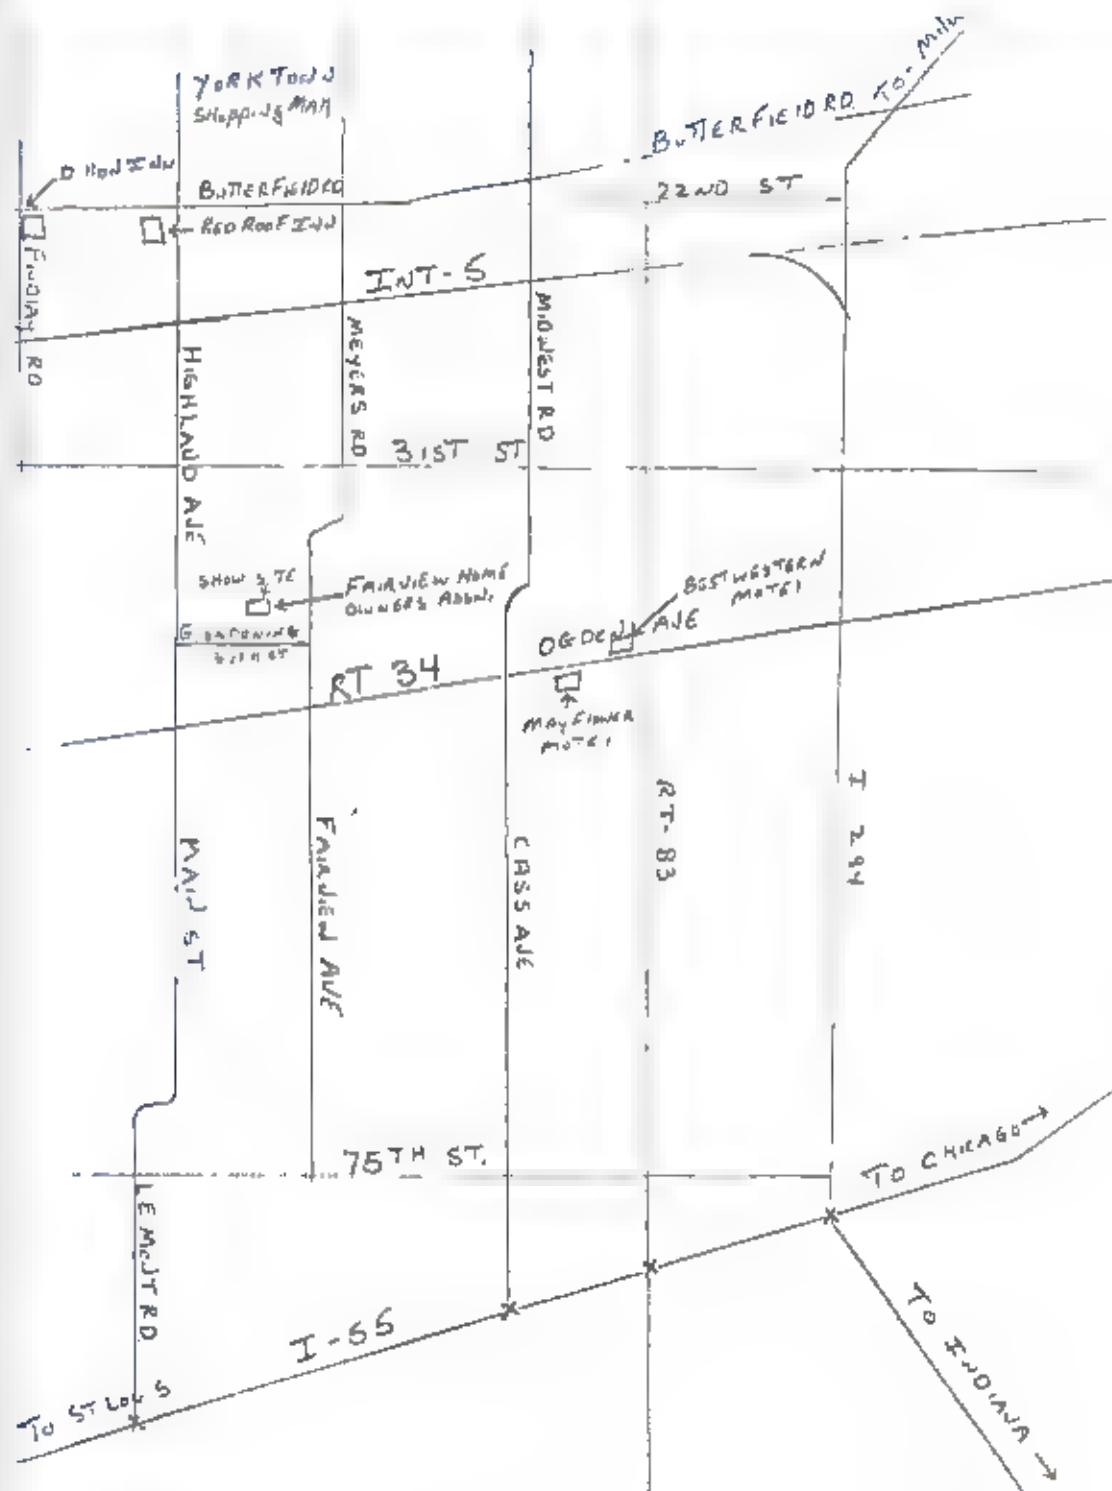 YORKTOWN
SHOPPING MALL
TO-MILW
BUTTERFIELD RD
INN
BUTTERFIELD RD
22ND ST
RED ROOF INN
FINDLAY RD
INT-5
HIGHLAND AVE
MEYERS RD
MIDWEST RD
31ST ST
SHOW SITE
FAIRVIEW HOME
OWNERS ASSN.
BEST WESTERN
MOTEL
OGDEN AVE
RT 34
MAYFLOWER
MOTEL
MAIN ST
FAIRVIEW AVE
CASS AVE
RT-83
I 294
75TH ST.
TO CHICAGO
LEMONT RD
I-55
TO ST LOUIS
TO INDIANA